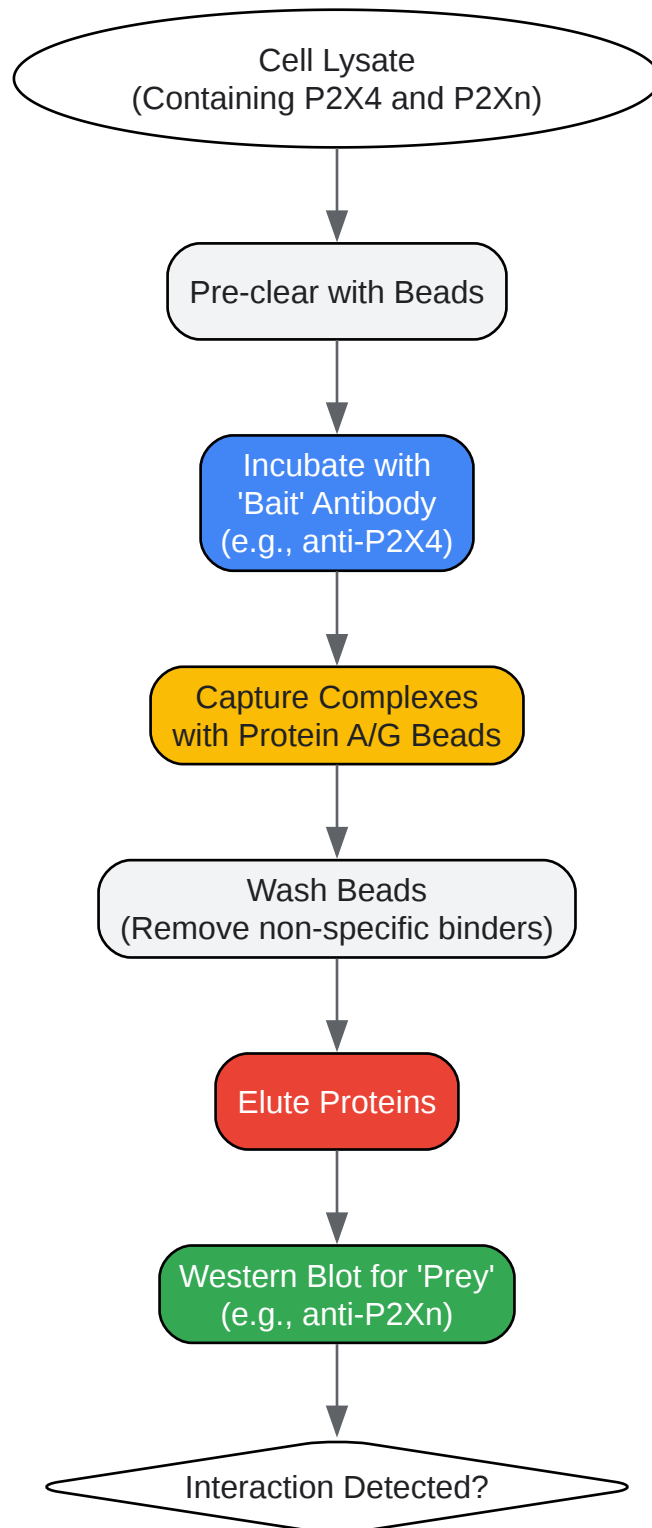 Cell Lysate
(Containing P2X4 and P2Xn)
Pre-clear with Beads
Incubate with
'Bait' Antibody
(e.g., anti-P2X4)
Capture Complexes
with Protein A/G Beads
Wash Beads
(Remove non-specific binders)
Elute Proteins
Western Blot for 'Prey'
(e.g., anti-P2Xn)
Interaction Detected?